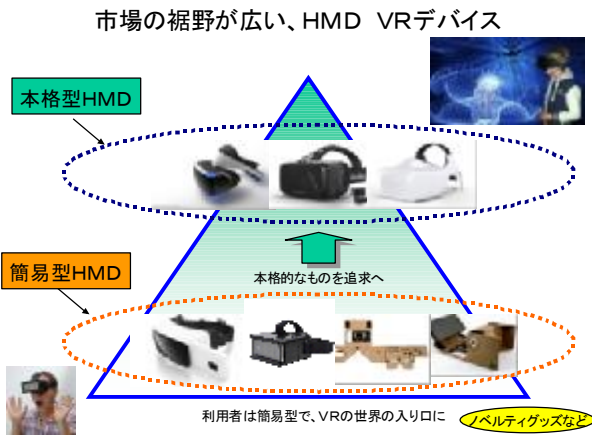 市場の裾野が広い、HMD VRデバイス
本格型HMD
本格的なものを追求へ
簡易型HMD
利用者は簡易型で、VRの世界の入り口に
ノベルティグッズなど